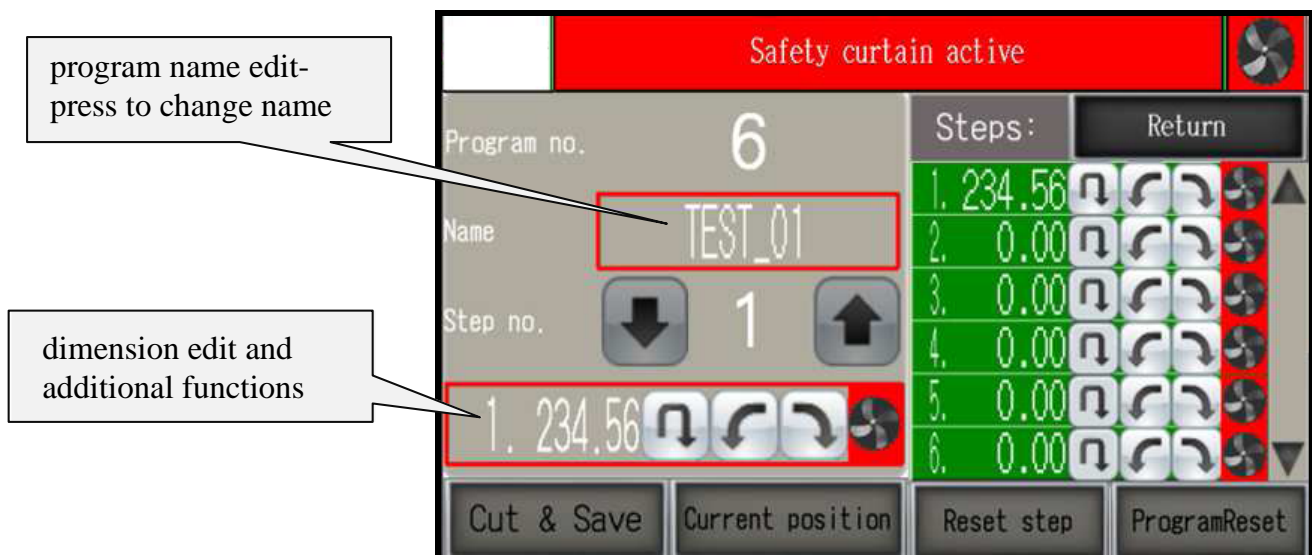 program name edit-
press to change name
dimension edit and
additional functions
Safety curtain active
Program no.
6
Name
TEST_01
Step no.
1
1. 234.56
Cut & Save
Current position
Steps:
Return
1. 234.56
2. 0.00
3. 0.00
4. 0.00
5. 0.00
6. 0.00
Reset step
ProgramReset